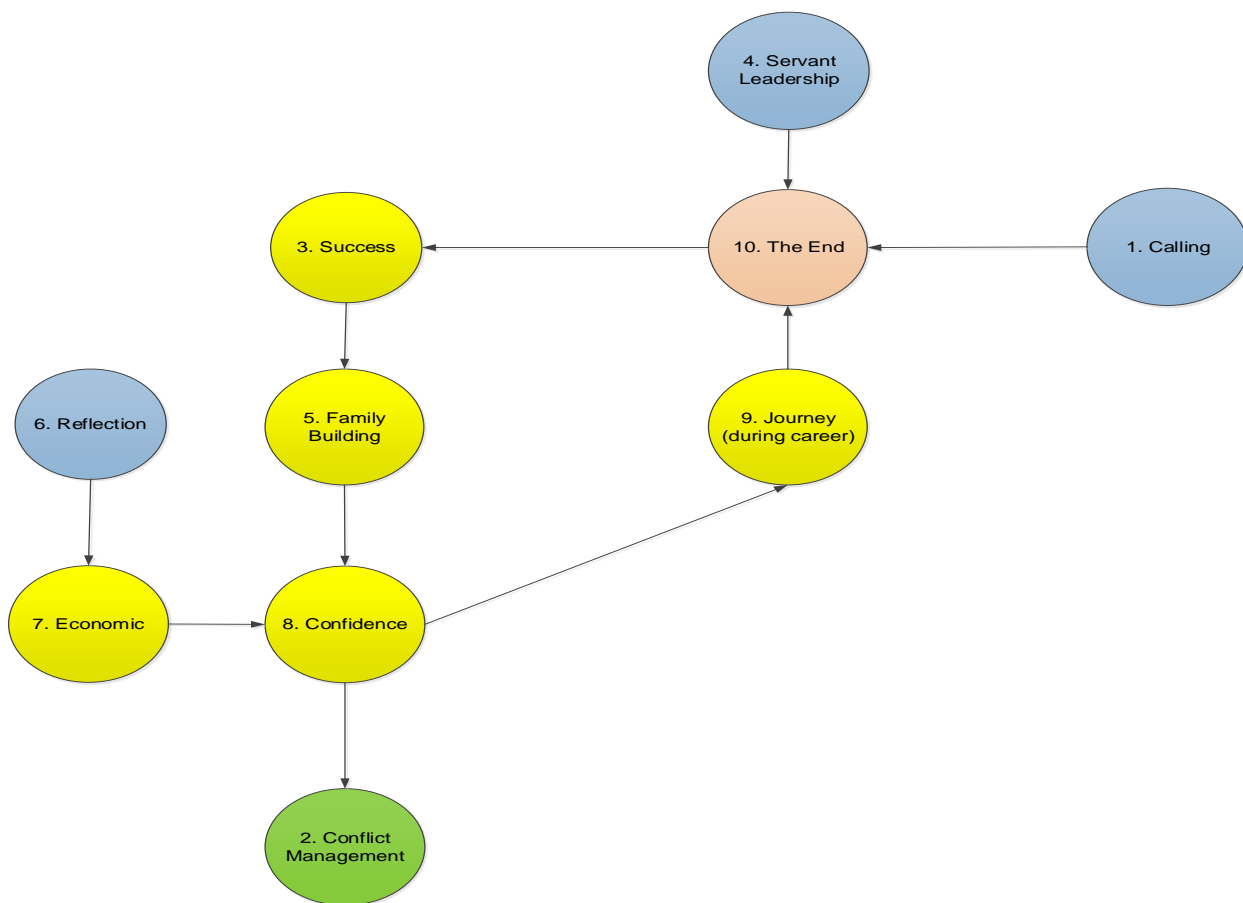 4. Servant
Leadership
3. Success
10. The End
1. Calling
6. Reflection
5. Family
Building
9. Journey
(during career)
7. Economic
8. Confidence
2. Conflict
Management